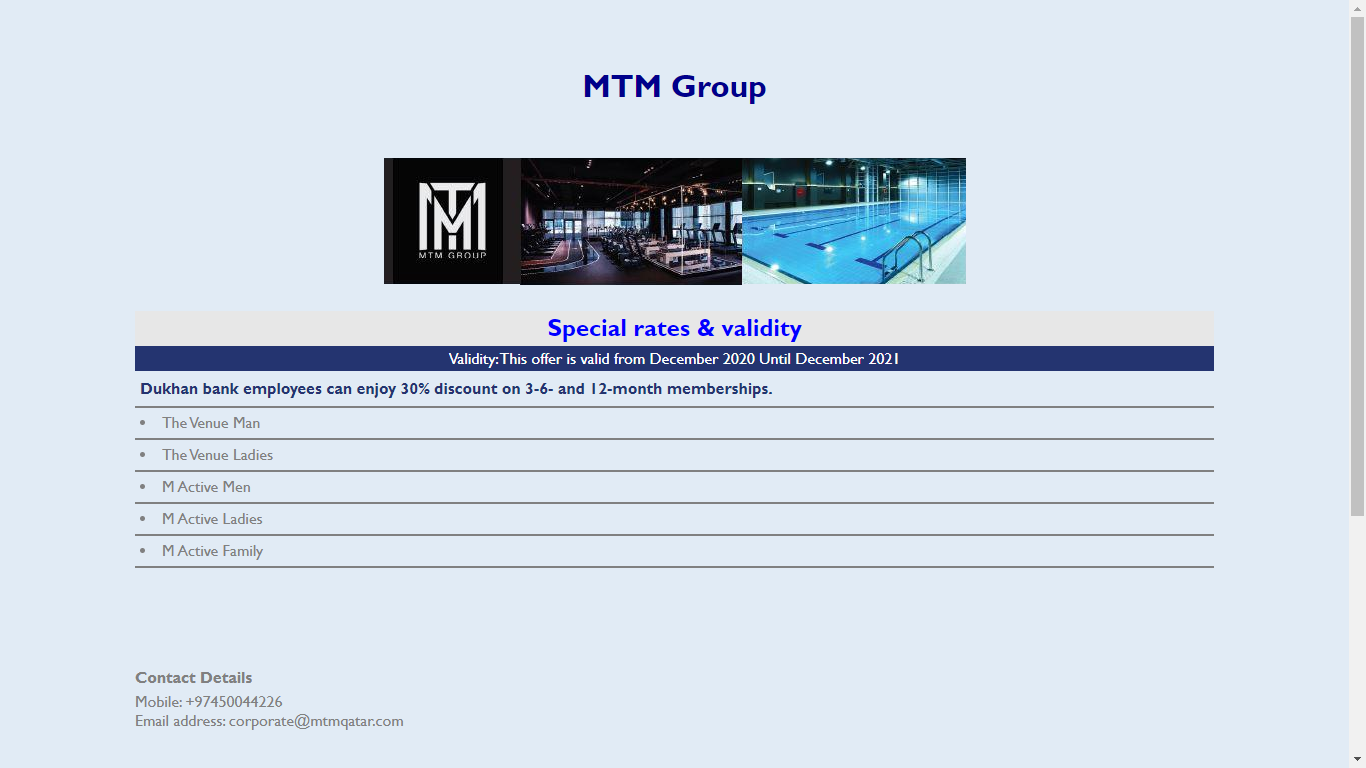 MTM Group
MTM GROUP
Special rates & validity
Validity: This offer is valid from December 2020 Until December 2021
Dukhan bank employees can enjoy 30% discount on 3-6- and 12-month memberships.
• The Venue Man
• The Venue Ladies
• M Active Men
• M Active Ladies
• M Active Family
Contact Details
Mobile: +97450044226
Email address: corporate@mtmqatar.com